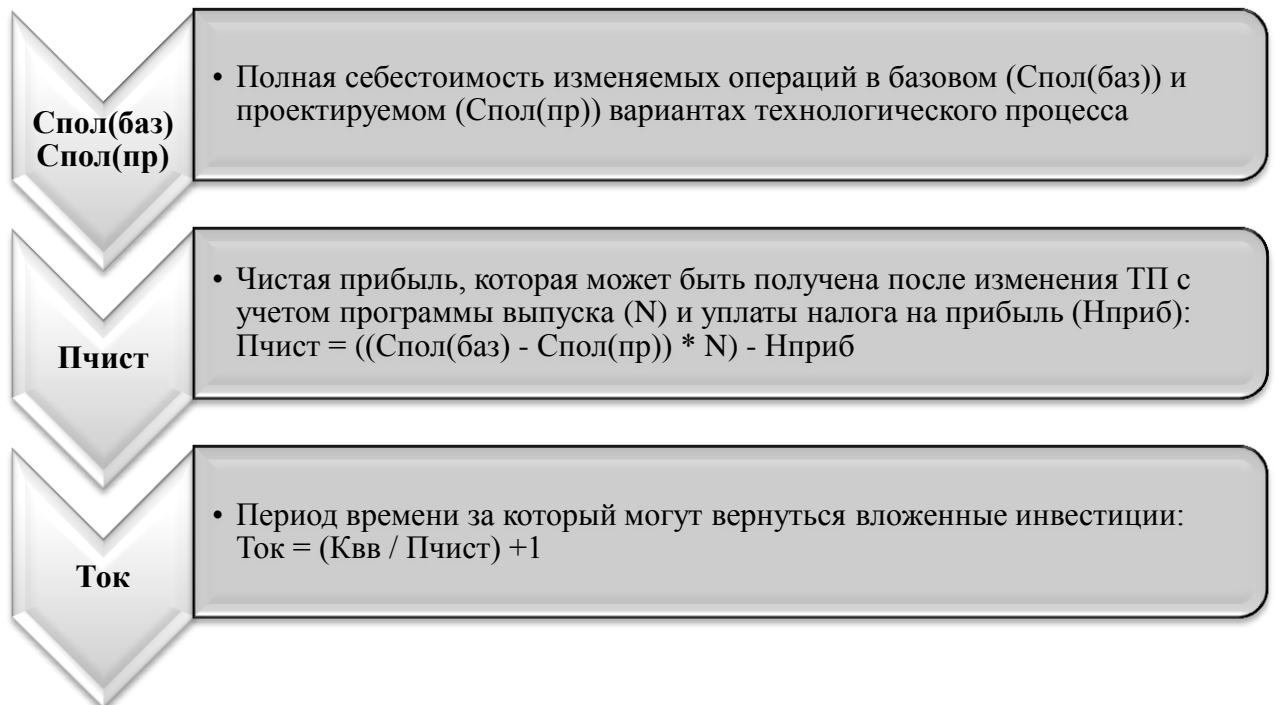 Спол(баз)
Спол(пр)
• Полная себестоимость изменяемых операций в базовом (Спол(баз)) и
проектируемом (Спол(пр)) вариантах технологического процесса
Пчист
• Чистая прибыль, которая может быть получена после изменения ТП с
учетом программы выпуска (N) и уплаты налога на прибыль (Нприб):
Пчист = ((Спол(баз) - Спол(пр)) * N) - Нприб
Ток
• Период времени за который могут вернуться вложенные инвестиции:
Ток = (Квв / Пчист) +1